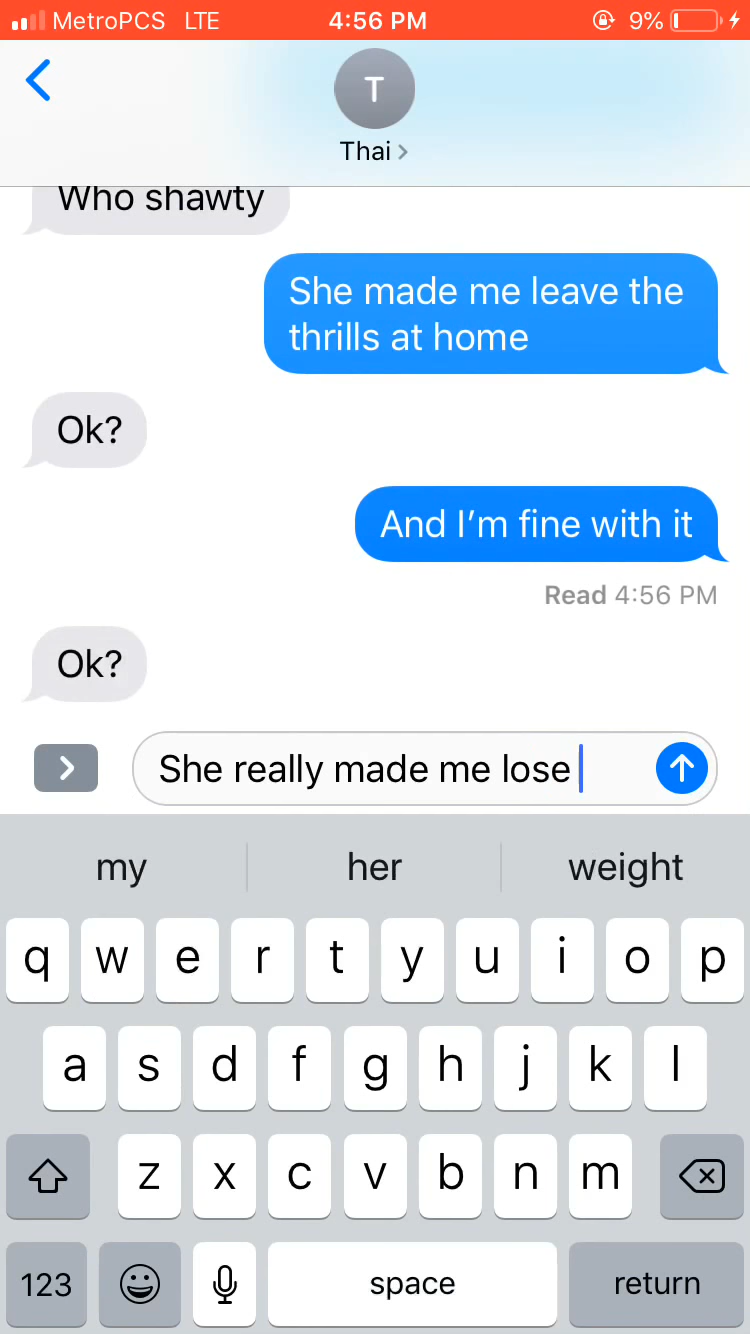 MetroPCS LTE 4:56 PM 9%
T
Thai
Who shawty
She made me leave the
thrills at home
Ok?
And I’m fine with it
Read 4:56 PM
Ok?
She really made me lose
my her weight
q w e r t y u i o p
a s d f g h j k l
z x c v b n m
123 space return